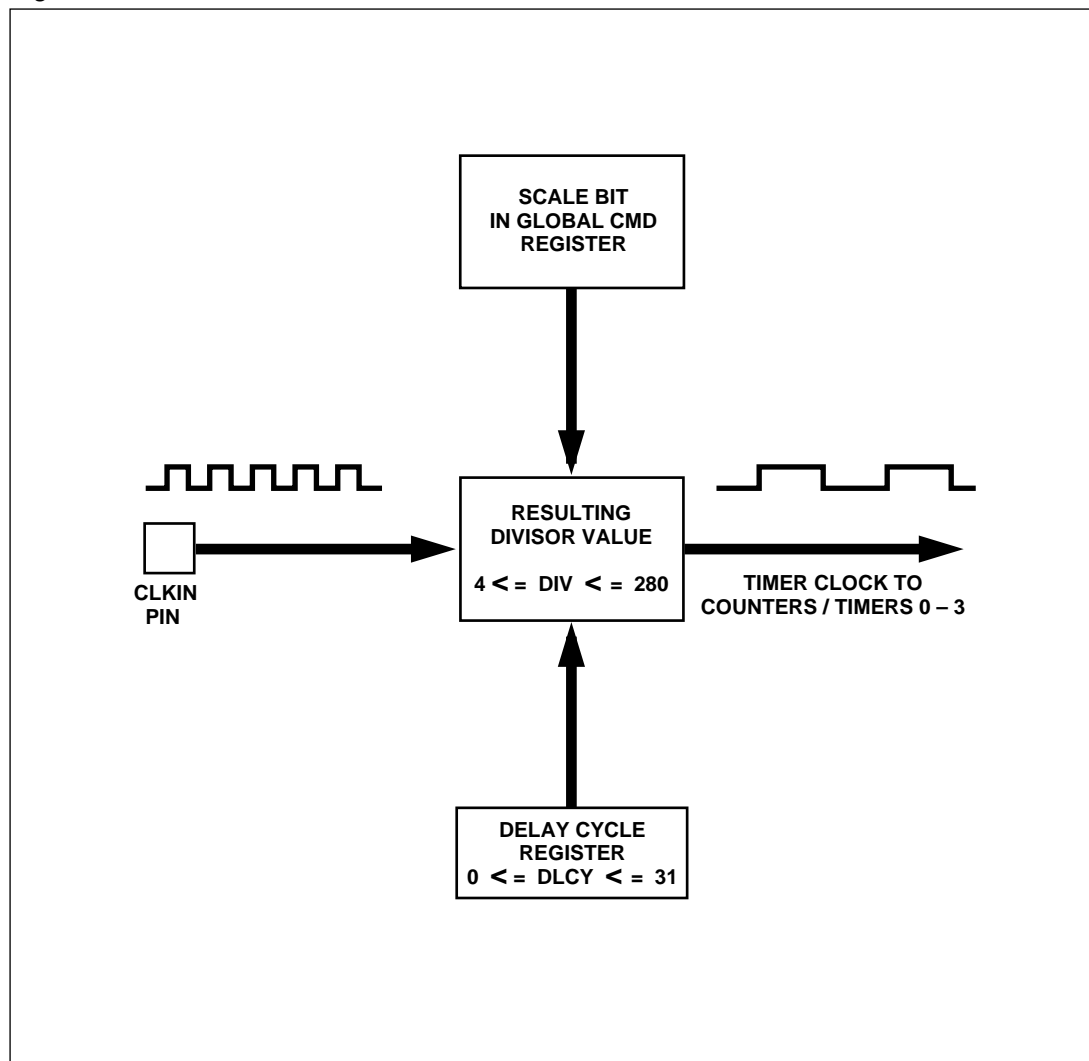 SCALE BIT
IN GLOBAL CMD
REGISTER
RESULTING
DIVISOR VALUE
4 < = DIV < = 280
CLKIN
PIN
TIMER CLOCK TO
COUNTERS / TIMERS 0 – 3
DELAY CYCLE
REGISTER
0 < = DLCY < = 31